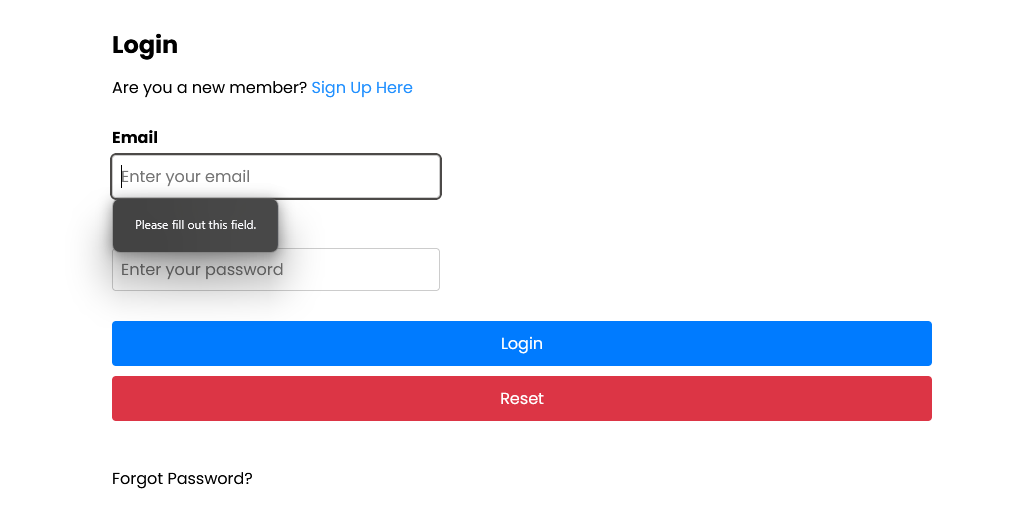 Login
Are you a new member? Sign Up Here
Email
Enter your email
Please fill out this field.
Enter your password
Login
Reset
Forgot Password?